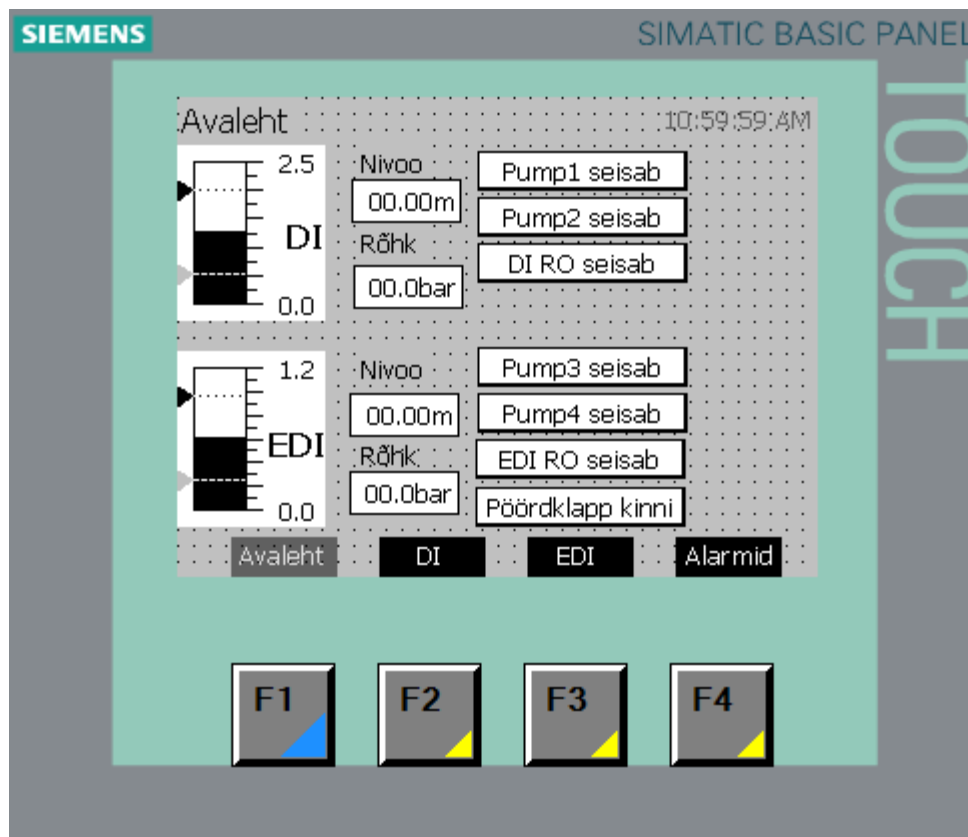 SIEMENS
SIMATIC BASIC PANEL
TOUCH
Avaleht
10:59:59 AM
2.5
DI
0.0
Nivoo
00.00m
Rõhk
00.0bar
Pump1 seisab
Pump2 seisab
DI RO seisab
1.2
EDI
0.0
Nivoo
00.00m
Rõhk
00.0bar
Pump3 seisab
Pump4 seisab
EDI RO seisab
Pöördklapp kinni
Avaleht
DI
EDI
Alarmid
F1
F2
F3
F4